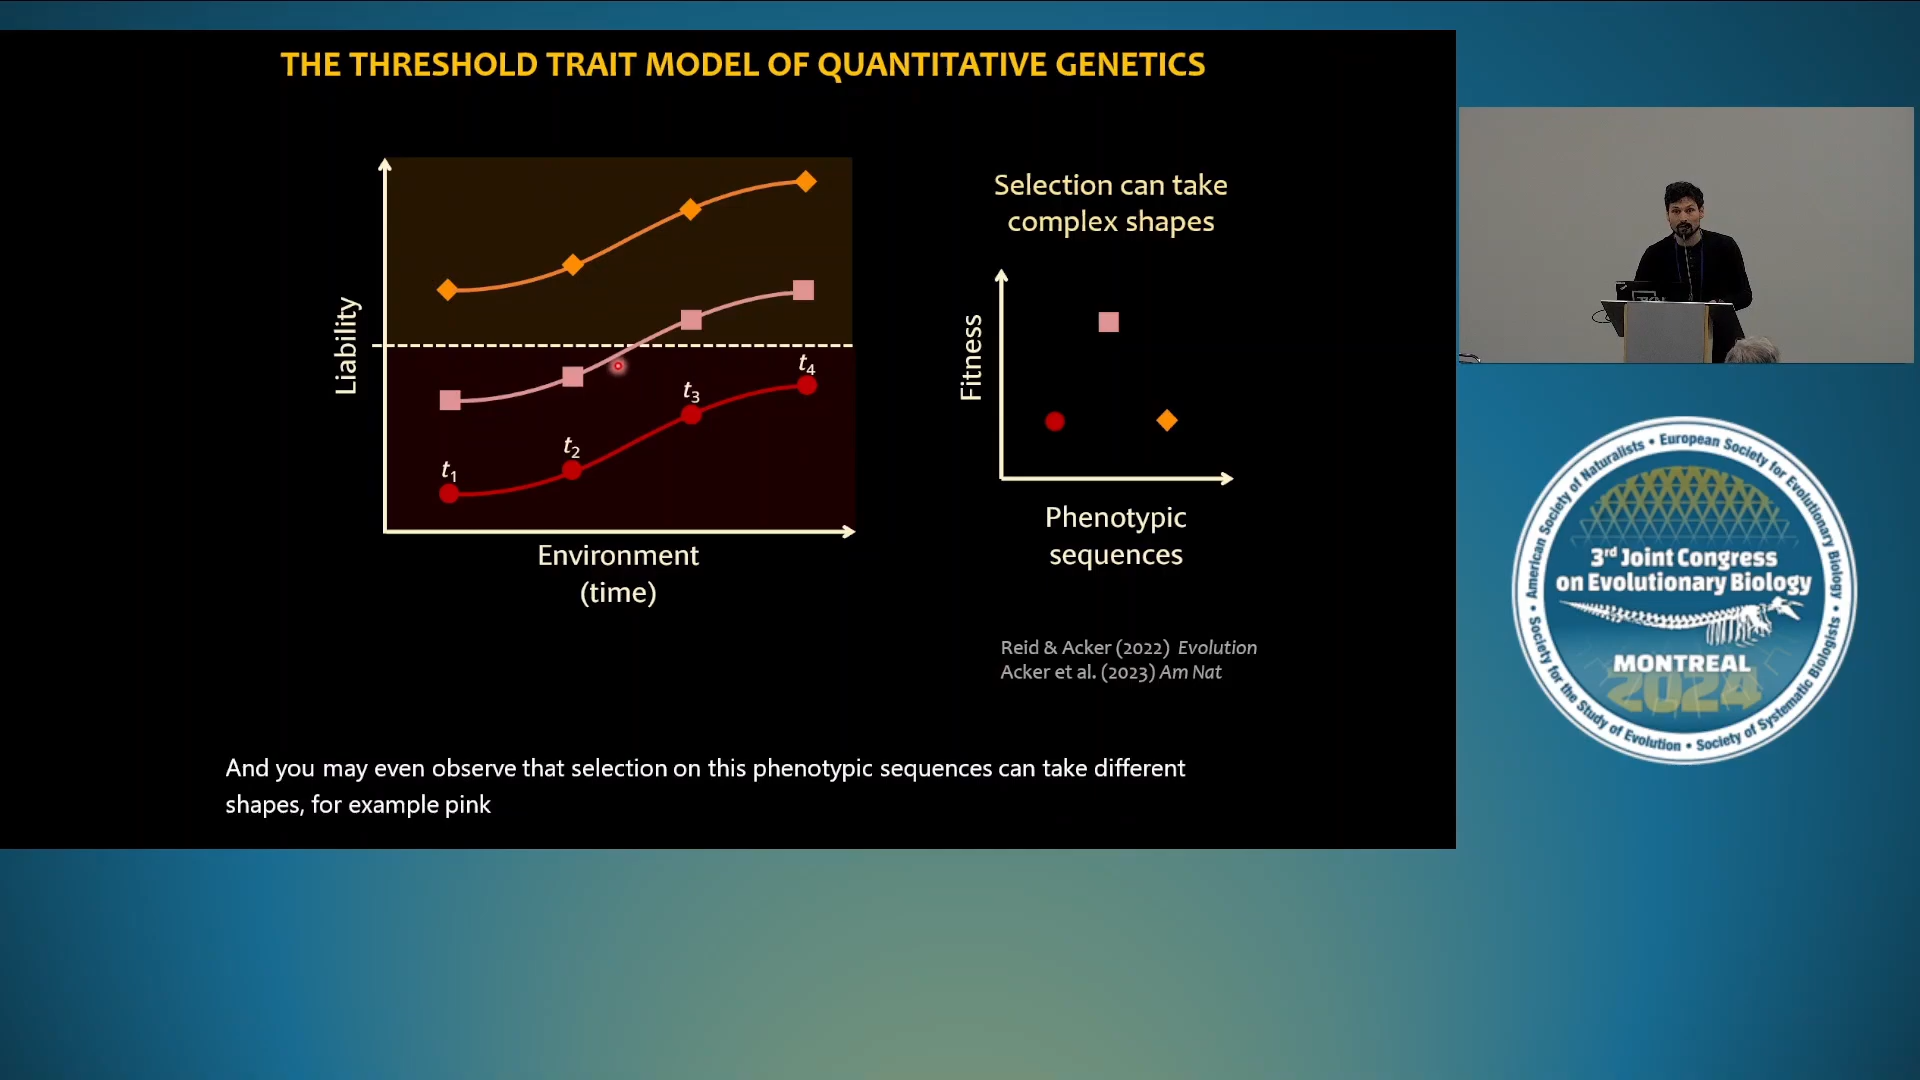 THE THRESHOLD TRAIT MODEL OF QUANTITATIVE GENETICS
Liability
t1
t2
t3
t4
Environment
(time)
Selection can take
complex shapes
Fitness
Phenotypic
sequences
Reid & Acker (2022) Evolution
Acker et al. (2023) Am Nat
And you may even observe that selection on this phenotypic sequences can take different
shapes, for example pink
American Society of Naturalists • European Society for Evolutionary Biology • Society of Systematic Biologists • Society for the Study of Evolution •
3rd Joint Congress
on Evolutionary Biology
MONTREAL
2024